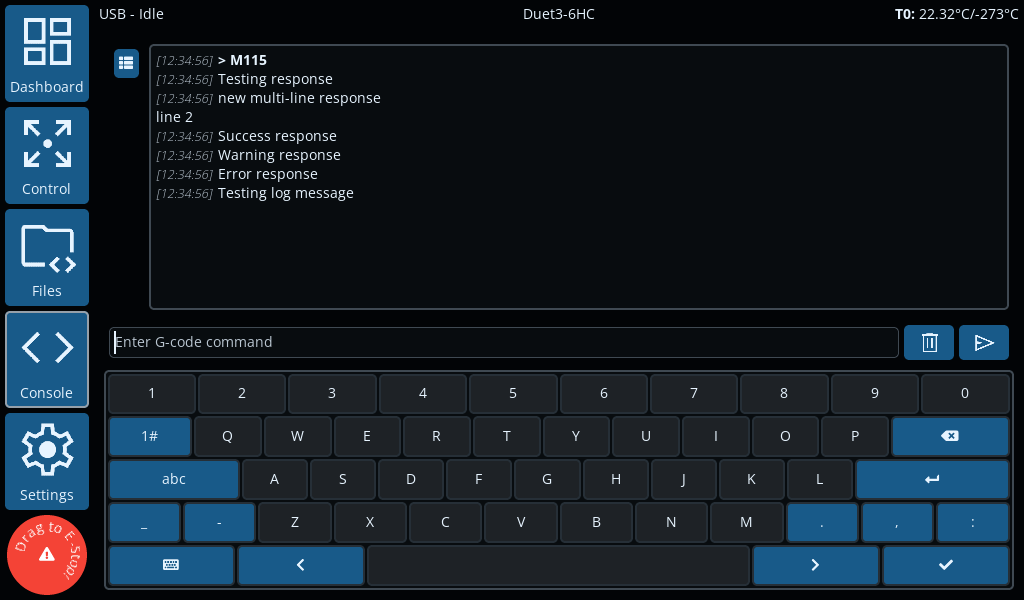 USB - Idle
Duet3-6HC
T0: 22.32°C/-273°C
Dashboard
Control
Files
Console
Settings
Drag to E-Stop!
[12:34:56] > M115
[12:34:56] Testing response
[12:34:56] new multi-line response
line 2
[12:34:56] Success response
[12:34:56] Warning response
[12:34:56] Error response
[12:34:56] Testing log message
Enter G-code command
1 2 3 4 5 6 7 8 9 0
1# Q W E R T Y U I O P
abc A S D F G H J K L
_ - Z X C V B N M . , :